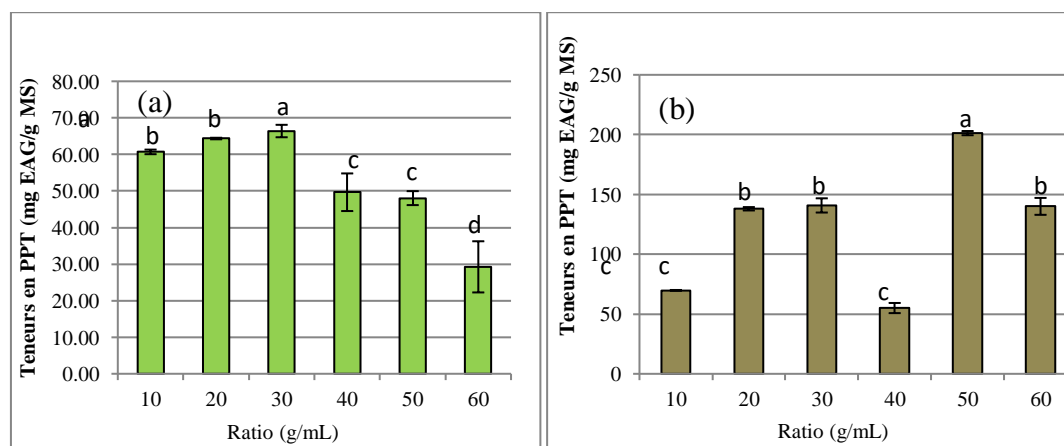 (a)
Teneurs en PPT (mg EAG/g MS)
80.00
70.00
60.00
50.00
40.00
30.00
20.00
10.00
0.00
a
b
b
a
c
c
d
10 20 30 40 50 60
Ratio (g/mL)
(b)
Teneurs en PPT (mg EAG/g MS)
250
200
150
100
50
0
c
c
b
b
c
a
b
10 20 30 40 50 60
Ratio (g/mL)